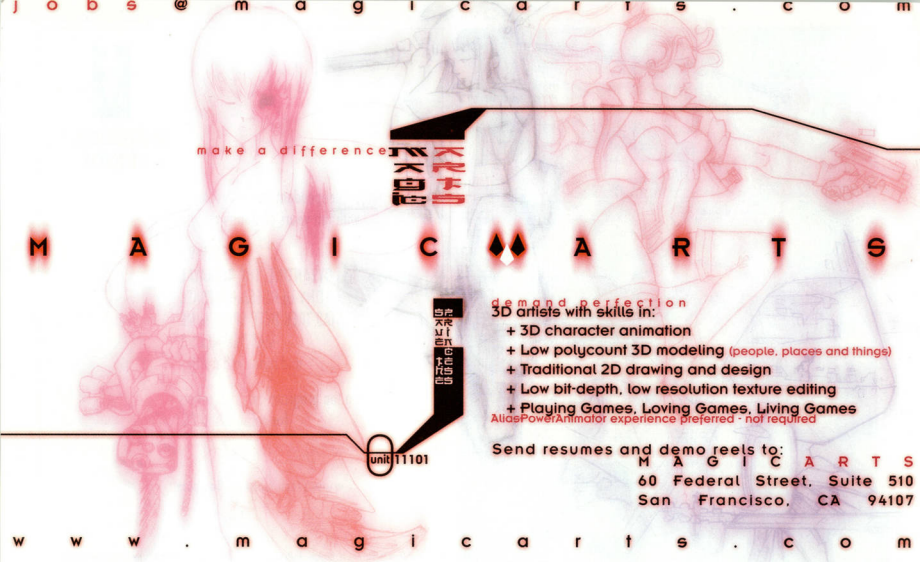 jobs@magicarts.com
make a difference
MAGIC ARTS
MAGIC ARTS
demand perfection
3D artists with skills in:
+ 3D character animation
+ Low polycount 3D modeling (people, places and things)
+ Traditional 2D drawing and design
+ Low bit-depth, low resolution texture editing
+ Playing Games, Loving Games, Living Games
AliasPowerAnimator experience preferred - not required
Send resumes and demo reels to:
MAGICARTS
60 Federal Street, Suite 510
San Francisco, CA 94107
unit 11101
www.magicarts.com